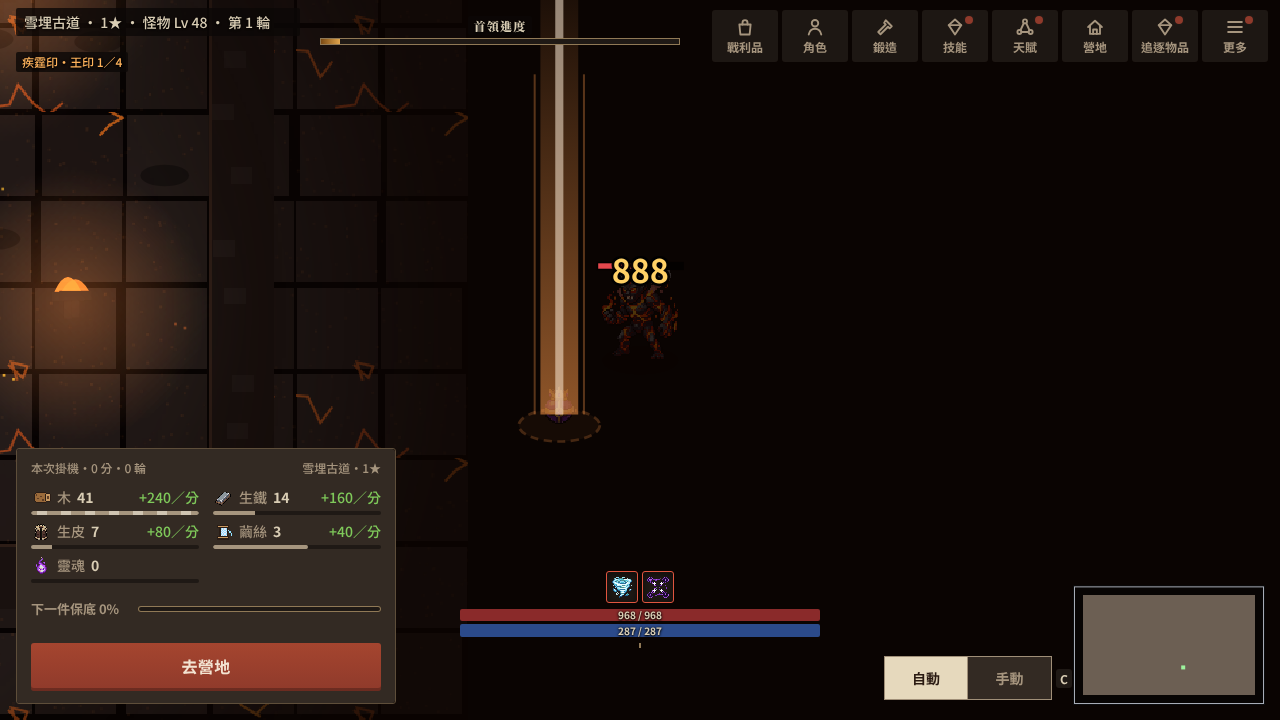 雪埋古道 · 1★ · 怪物 Lv 48 · 第 1 輪
疾霆印·王印 1／4
首領進度
戰利品
角色
鍛造
技能
天賦
營地
追逐物品
更多
888
本次掛機·0 分·0 輪
雪埋古道·1★
木 41 +240／分
生鐵 14 +160／分
生皮 7 +80／分
繭絲 3 +40／分
靈魂 0
下一件保底 0%
去營地
968 / 968
287 / 287
自動
手動
C